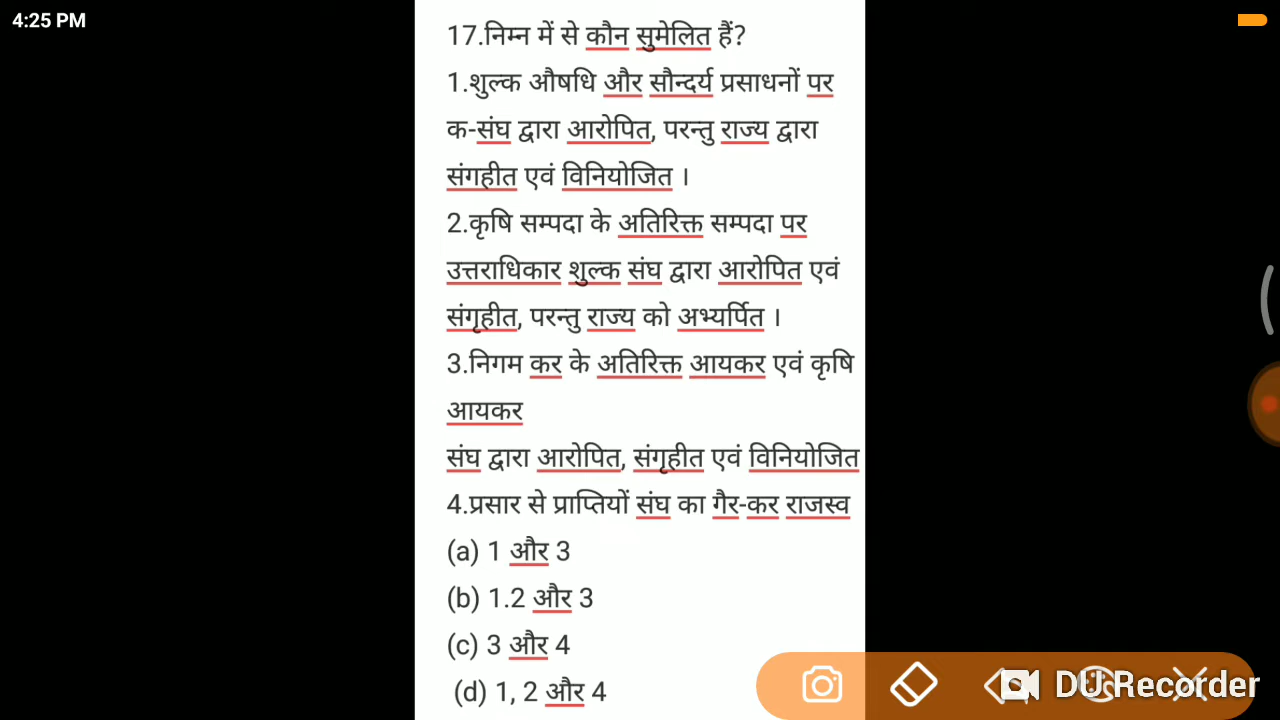 4:25 PM
17.निम्न में से कौन सुमेलित हैं?
1.शुल्क औषधि और सौन्दर्य प्रसाधनों पर
क-संघ द्वारा आरोपित, परन्तु राज्य द्वारा
संगहीत एवं विनियोजित ।
2.कृषि सम्पदा के अतिरिक्त सम्पदा पर
उत्तराधिकार शुल्क संघ द्वारा आरोपित एवं
संगृहीत, परन्तु राज्य को अभ्यर्पित ।
3.निगम कर के अतिरिक्त आयकर एवं कृषि
आयकर
संघ द्वारा आरोपित, संगृहीत एवं विनियोजित
4.प्रसार से प्राप्तियों संघ का गैर-कर राजस्व
(a) 1 और 3
(b) 1.2 और 3
(c) 3 और 4
(d) 1, 2 और 4
DU Recorder